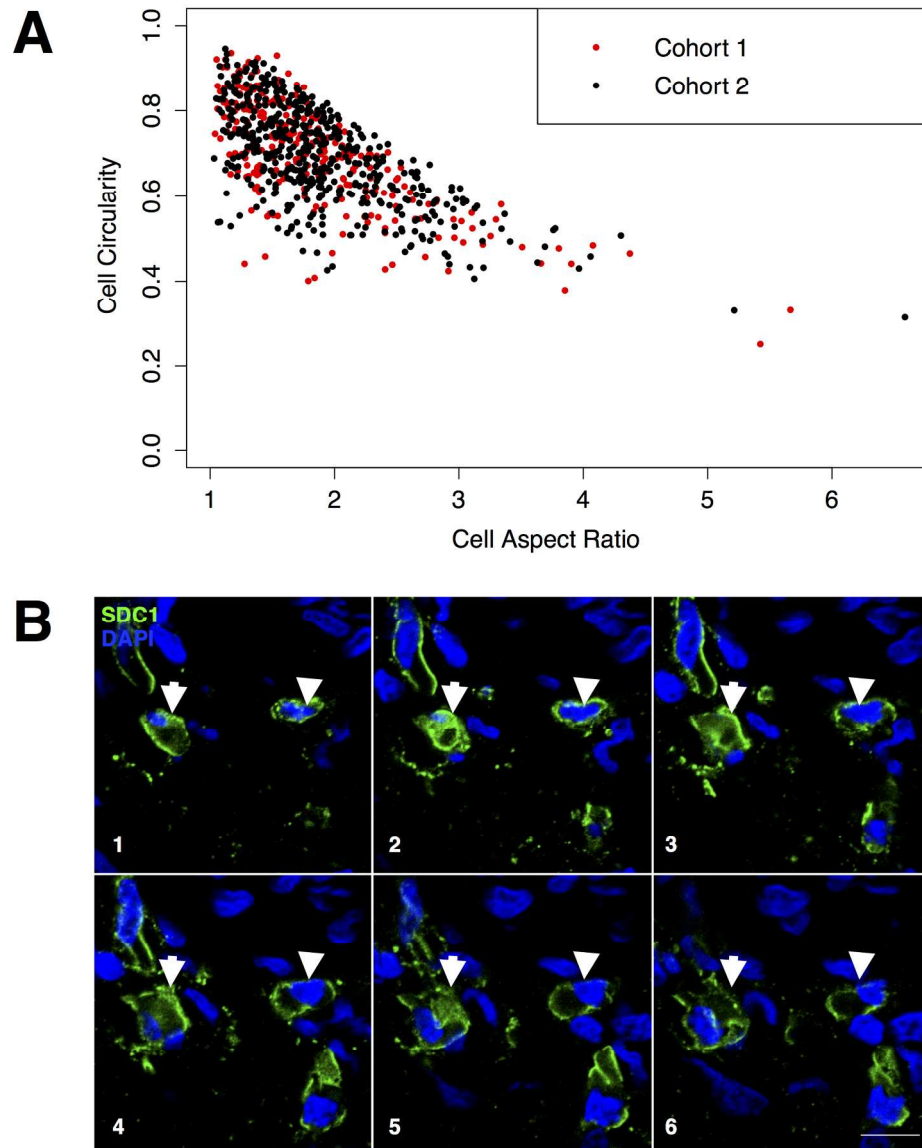 A
Cohort 1
Cohort 2
1.0
0.8
0.6
0.4
0.2
0.0
Cell Circularity
1 2 3 4 5 6
Cell Aspect Ratio
B
SDC1
DAPI
1 2 3
4 5 6